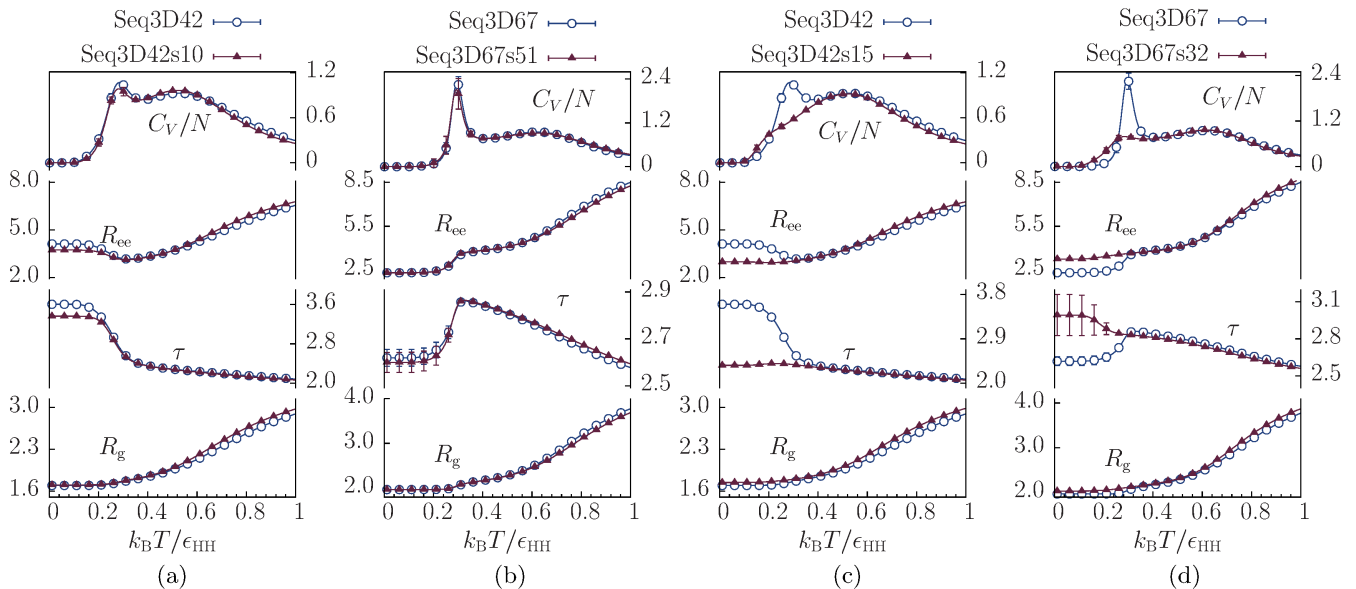 Seq3D42
Seq3D42s10
1.2
0.6
0
C_V/N
8.0
5.0
2.0
R_ee
3.6
2.8
2.0
τ
3.0
2.3
1.6
R_g
0 0.2 0.4 0.6 0.8 1
k_BT/ϵ_HH
(a)
Seq3D67
Seq3D67s51
2.4
1.2
0
C_V/N
8.5
5.5
2.5
R_ee
2.9
2.7
2.5
τ
4.0
3.0
2.0
R_g
0 0.2 0.4 0.6 0.8 1
k_BT/ϵ_HH
(b)
Seq3D42
Seq3D42s15
1.2
0.6
0
C_V/N
8.0
5.0
2.0
R_ee
3.8
2.9
2.0
τ
3.0
2.3
1.6
R_g
0 0.2 0.4 0.6 0.8 1
k_BT/ϵ_HH
(c)
Seq3D67
Seq3D67s32
2.4
1.2
0
C_V/N
8.5
5.5
2.5
R_ee
3.1
2.8
2.5
τ
4.0
3.0
2.0
R_g
0 0.2 0.4 0.6 0.8 1
k_BT/ϵ_HH
(d)